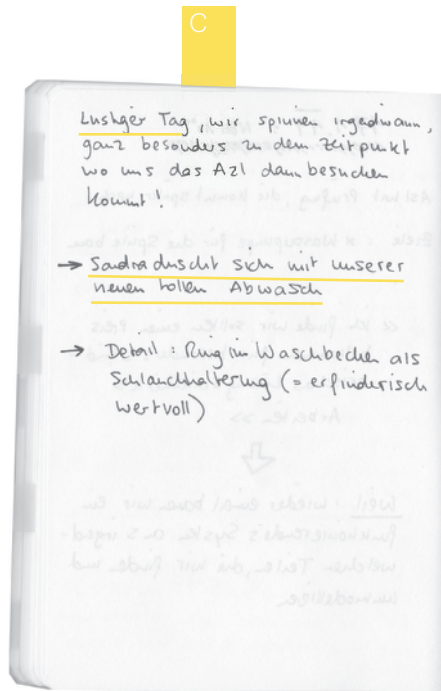 C
Lustiger Tag, wir spinnen irgendwann,
ganz besonders zu dem Zeitpunkt
wo uns das Azl dann besuchen
kommt!
→ Sandra duscht sich mit unserer
neuen tollen Abwasch
→ Detail: Ring im Waschbecken als
Schlauchhalterung (= erfinderisch
wertvoll)